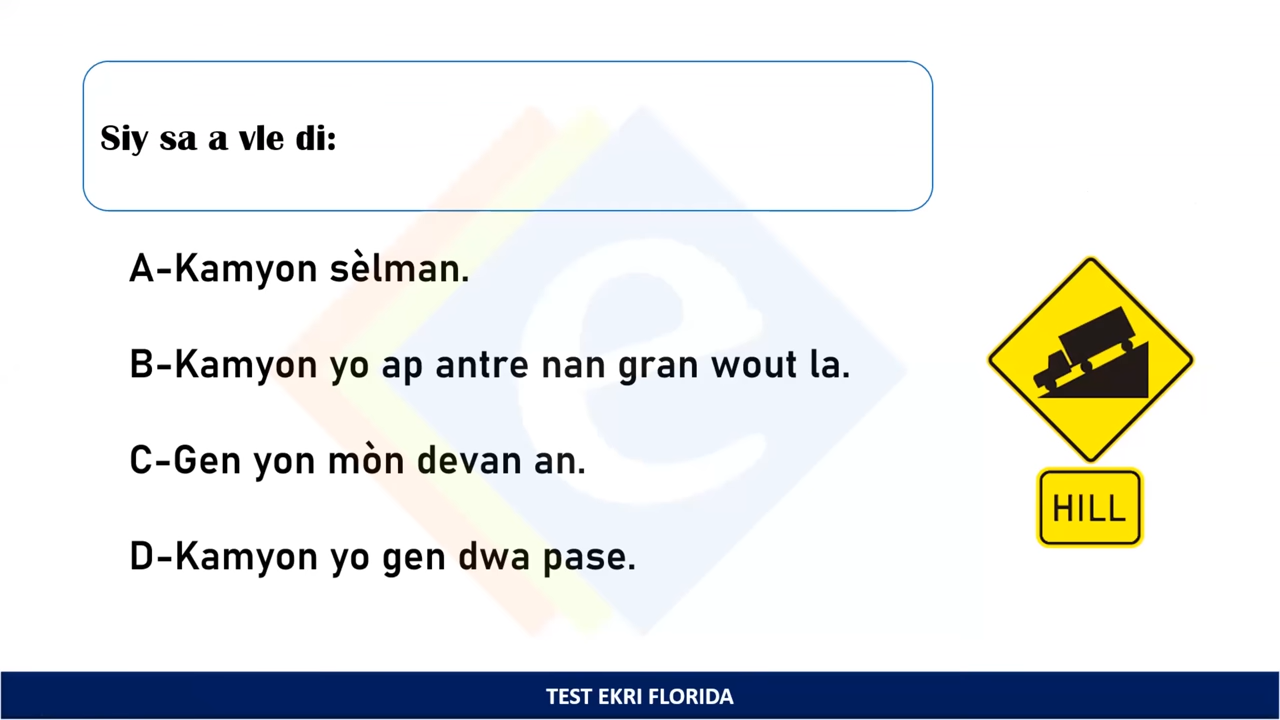 Siy sa a vle di:
A-Kamyon sèlman.
B-Kamyon yo ap antre nan gran wout la.
C-Gen yon mòn devan an.
D-Kamyon yo gen dwa pase.
HILL
TEST EKRI FLORIDA